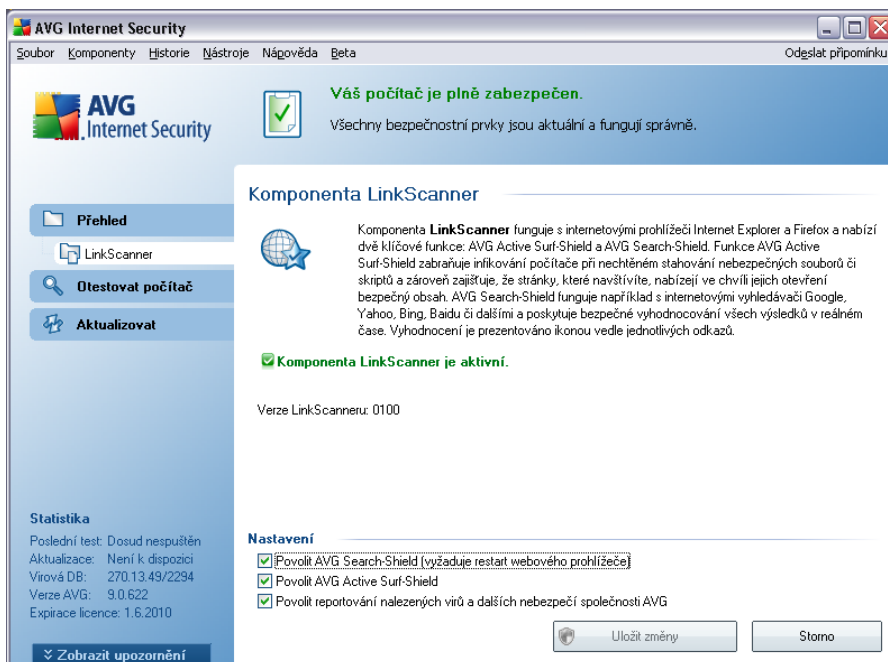 AVG Internet Security
Soubor Komponenty Historie Nástroje Nápověda Beta Odeslat připomínku
AVG
Internet Security
Váš počítač je plně zabezpečen.
Všechny bezpečnostní prvky jsou aktuální a fungují správně.
Přehled
LinkScanner
Otestovat počítač
Aktualizovat
Komponenta LinkScanner
Komponenta LinkScanner funguje s internetovými prohlížeči Internet Explorer a Firefox a nabízí
dvě klíčové funkce: AVG Active Surf-Shield a AVG Search-Shield. Funkce AVG Active
Surf-Shield zabraňuje infikování počítače při nechtěném stahování nebezpečných souborů či
skriptů a zároveň zajišťuje, že stránky, které navštívíte, nabízejí ve chvíli jejich otevření
bezpečný obsah. AVG Search-Shield funguje například s internetovými vyhledávači Google,
Yahoo, Bing, Baidu či dalšími a poskytuje bezpečné vyhodnocování všech výsledků v reálném
čase. Vyhodnocení je prezentováno ikonou vedle jednotlivých odkazů.
Komponenta LinkScanner je aktivní.
Verze LinkScanneru: 0100
Statistika
Poslední test: Dosud nespuštěn
Aktualizace: Není k dispozici
Virová DB: 270.13.49/2294
Verze AVG: 9.0.622
Expirace licence: 1.6.2010
Zobrazit upozornění
Nastavení
Povolit AVG Search-Shield (vyžaduje restart webového prohlížeče)
Povolit AVG Active Surf-Shield
Povolit reportování nalezených virů a dalších nebezpečí společnosti AVG
Uložit změny
Storno